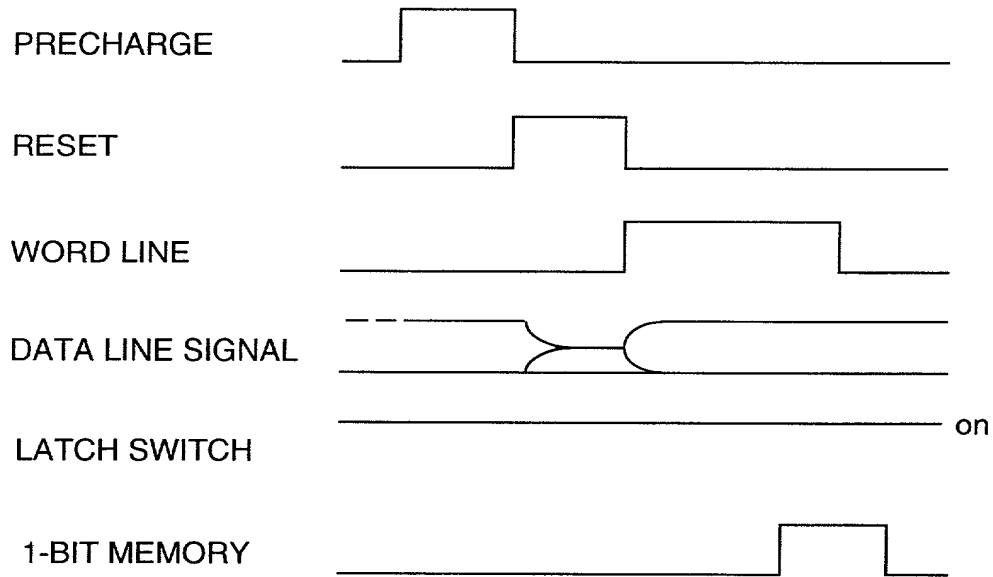 PRECHARGE
RESET
WORD LINE
DATA LINE SIGNAL
LATCH SWITCH
on
1-BIT MEMORY